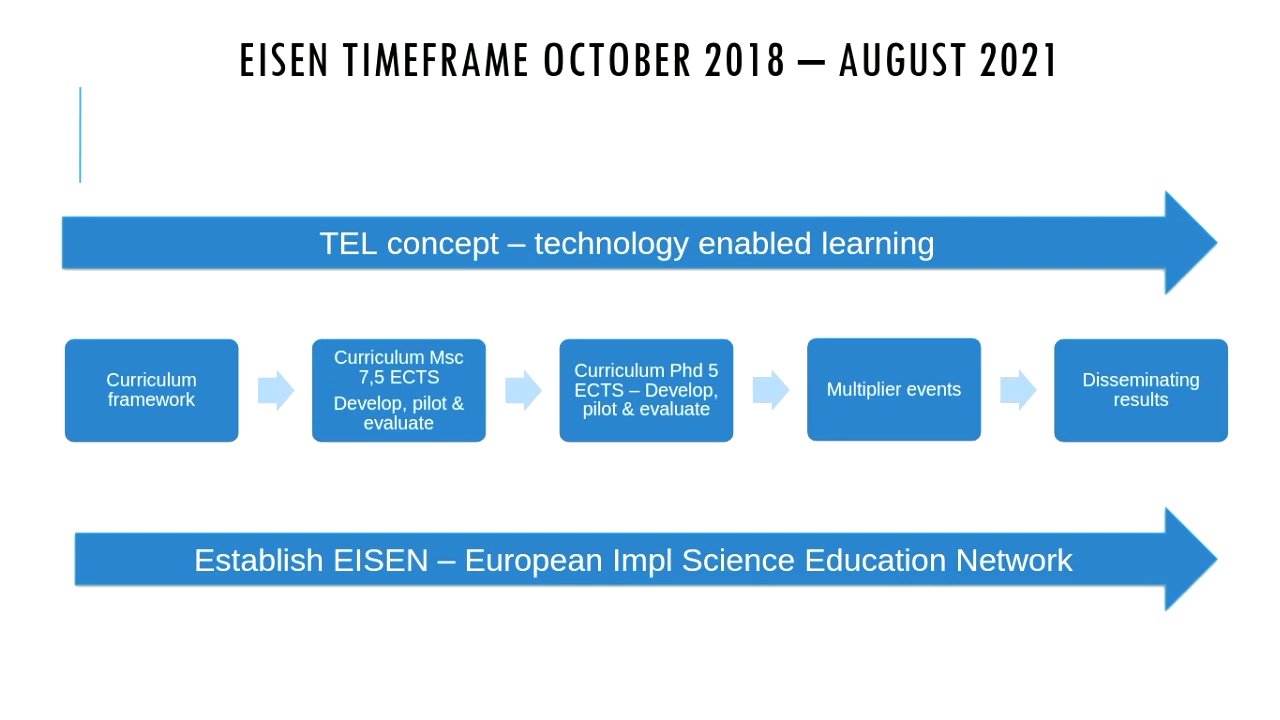 EISEN TIMEFRAME OCTOBER 2018 – AUGUST 2021
TEL concept – technology enabled learning
Curriculum
framework
Curriculum Msc
7,5 ECTS
Develop, pilot &
evaluate
Curriculum Phd 5
ECTS – Develop,
pilot & evaluate
Multiplier events
Disseminating
results
Establish EISEN – European Impl Science Education Network